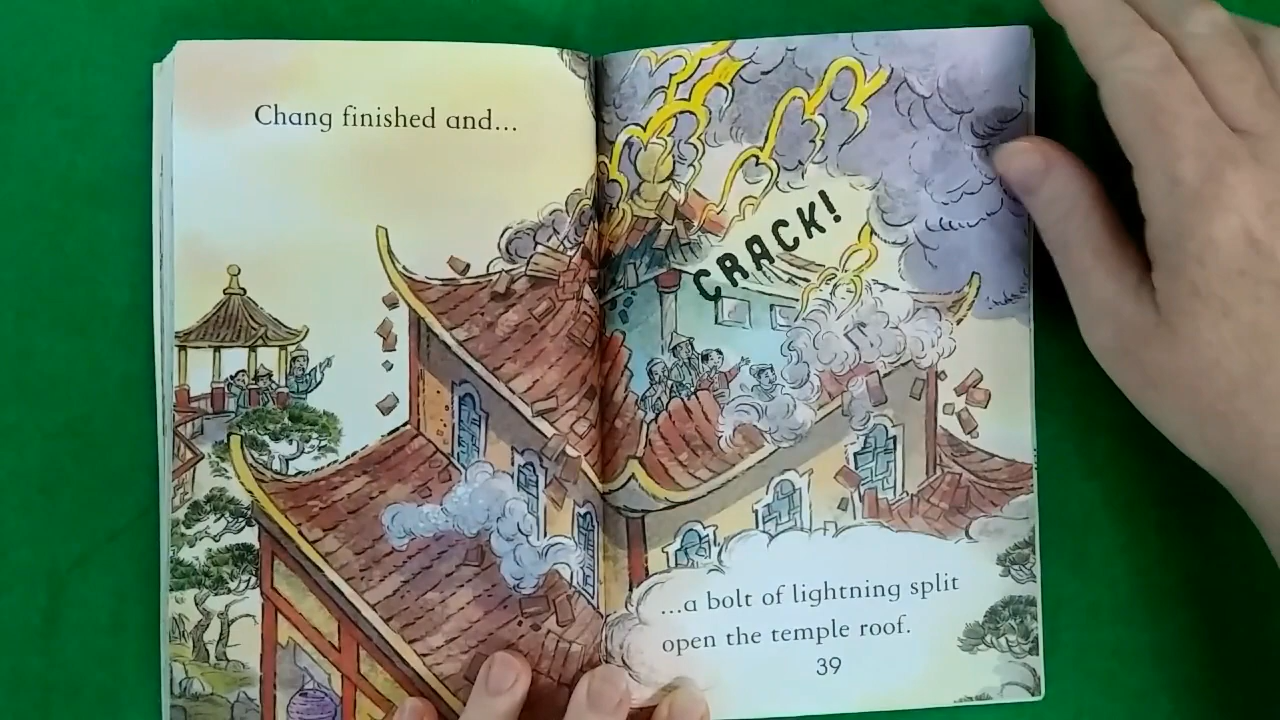 Chang finished and...
CRACK!
...a bolt of lightning split
open the temple roof.
39